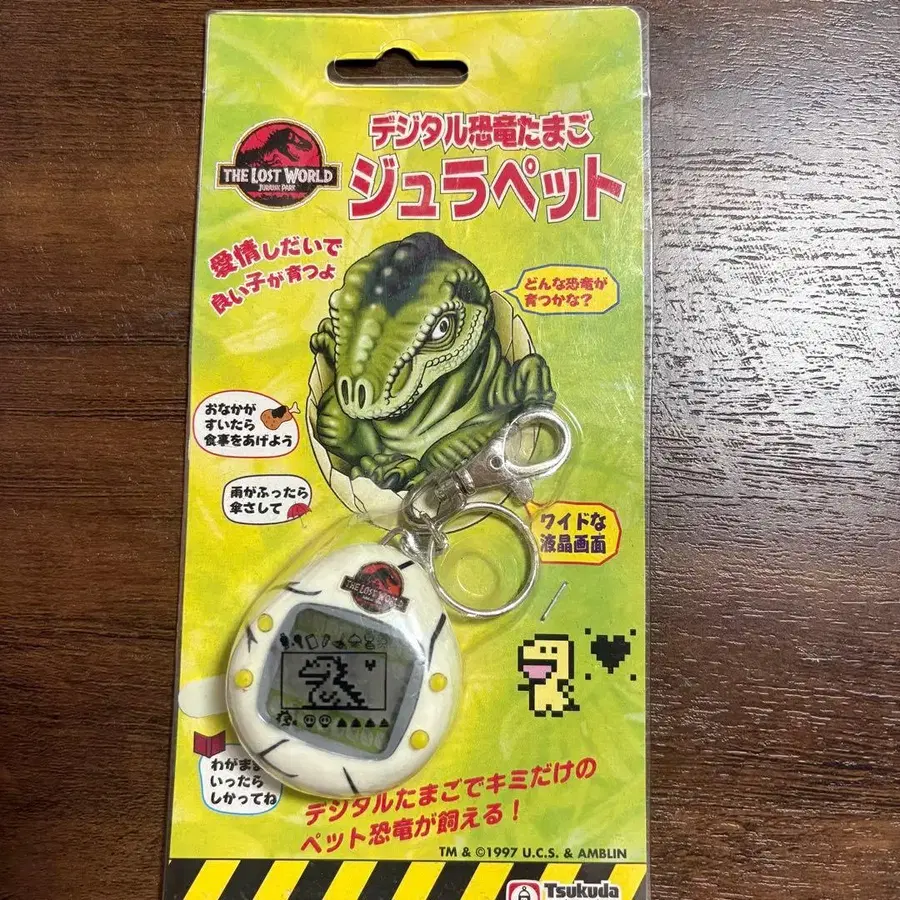 デジタル恐竜たまご
ジュラペット
THE LOST WORLD
JURASSIC PARK
愛情しだいで
良い子が育つよ
どんな恐竜が
育つかな?
おなかが
すいたら
食事をあげよう
雨がふったら
傘さして
ワイドな
液晶画面
THE LOST WORLD
わがまま
いったら
しかってね
デジタルたまごでキミだけの
ペット恐竜が飼える!
TM & ©1997 U.C.S. & AMBLIN
Tsukuda